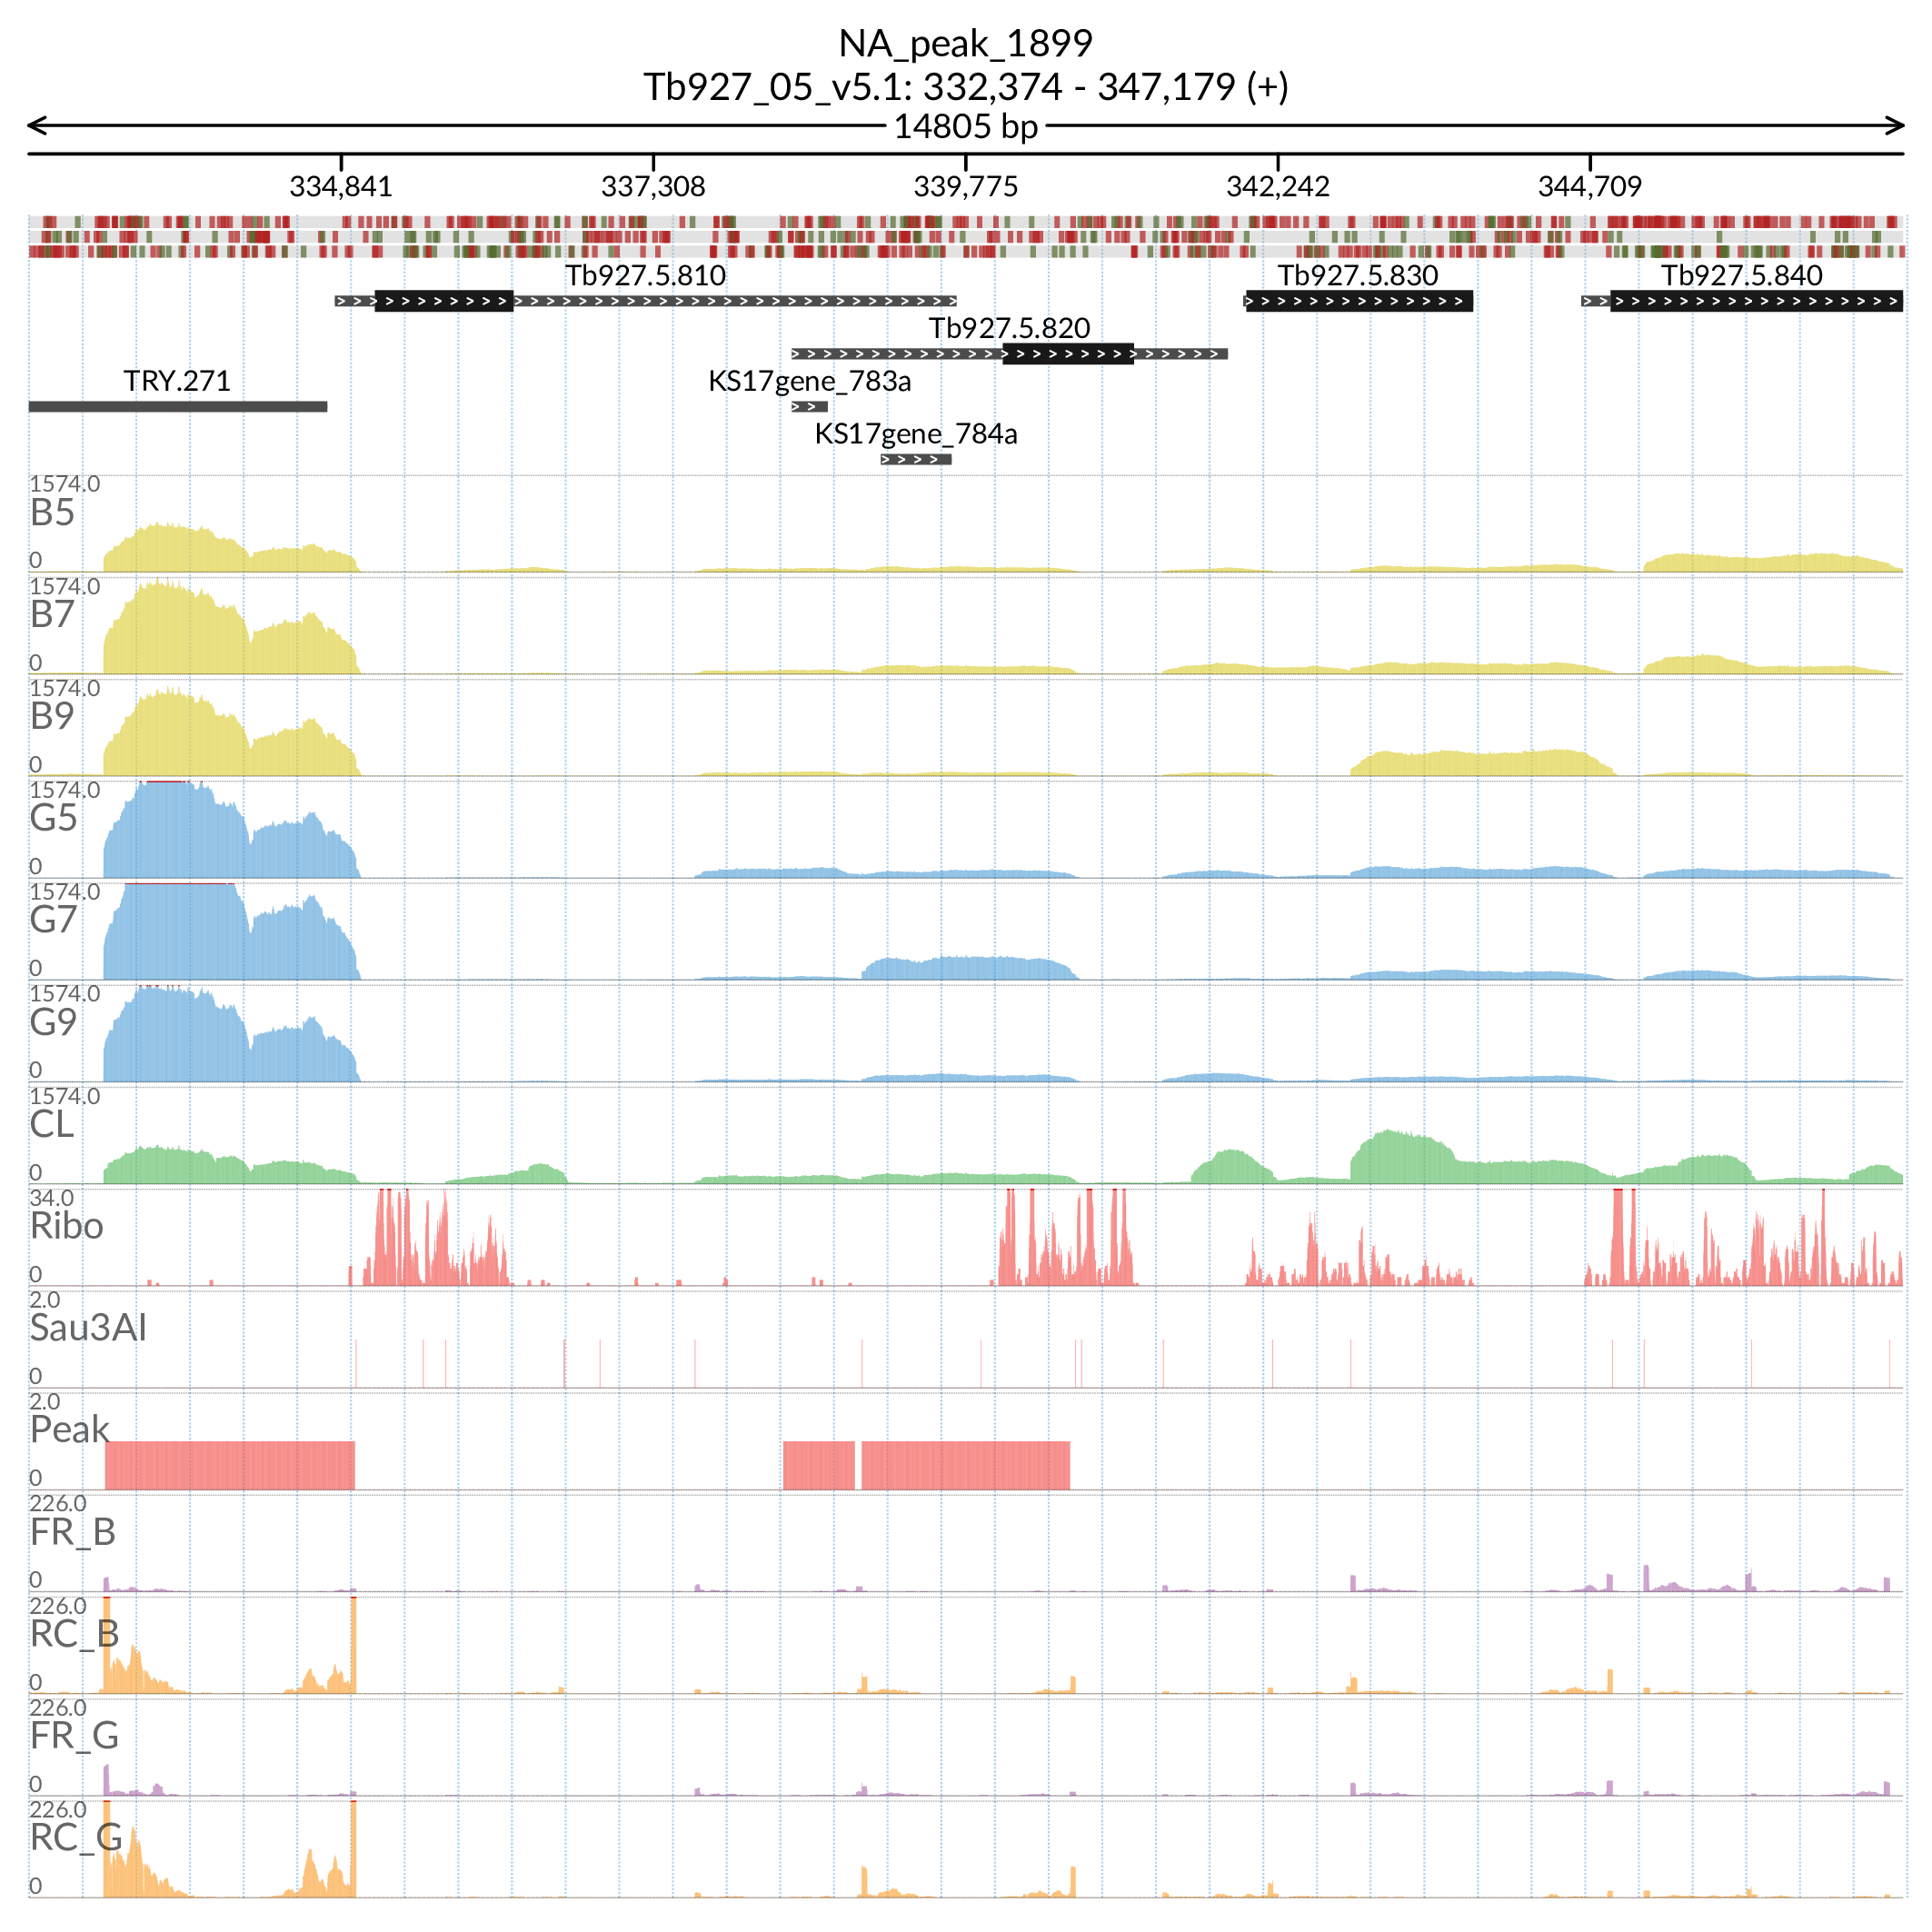 NA_peak_1899
Tb927_05_v5.1: 332,374 - 347,179 (+)
14805 bp
334,841 337,308 339,775 342,242 344,709
Tb927.5.810 Tb927.5.830 Tb927.5.840
Tb927.5.820
TRY.271 KS17gene_783a
KS17gene_784a
1574.0
B5
0
1574.0
B7
0
1574.0
B9
0
1574.0
G5
0
1574.0
G7
0
1574.0
G9
0
1574.0
CL
0
34.0
Ribo
0
2.0
Sau3AI
0
2.0
Peak
0
226.0
FR_B
0
226.0
RC_B
0
226.0
FR_G
0
226.0
RC_G
0